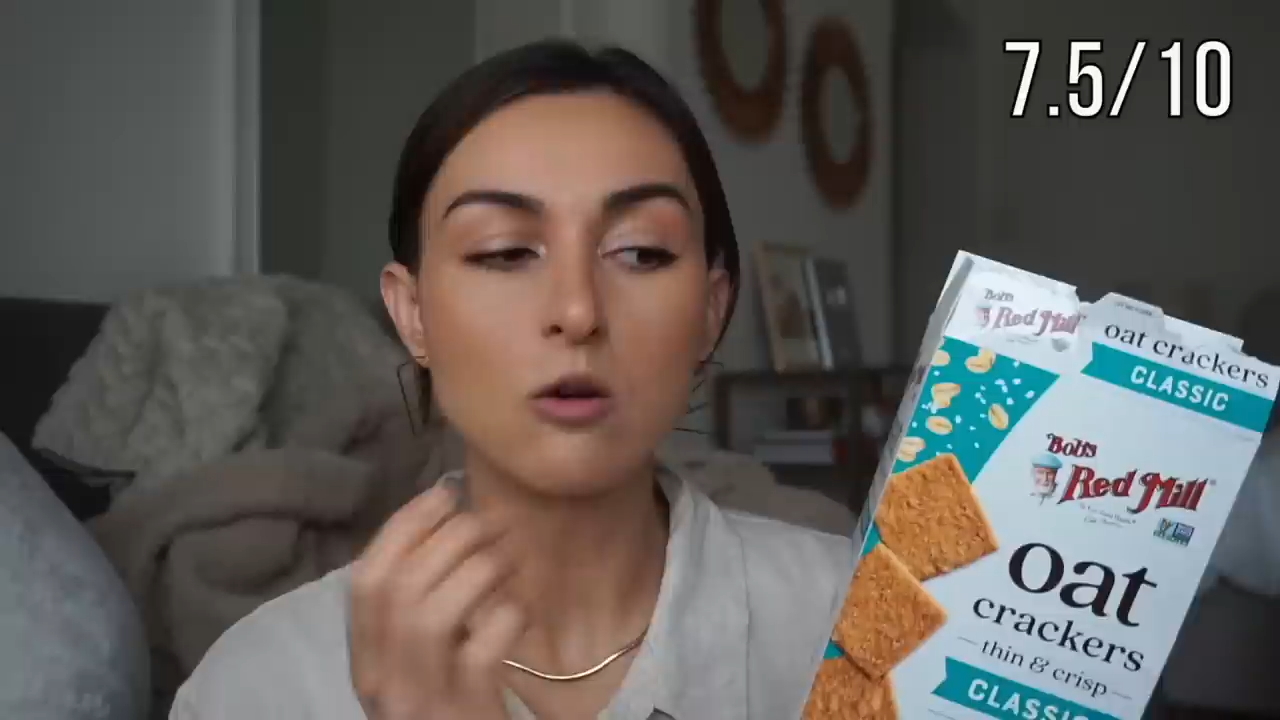 7.5/10
Bob's
Red Mill
oat crackers
CLASSIC
Bob's
Red Mill
oat
crackers
thin & crisp
CLASSIC